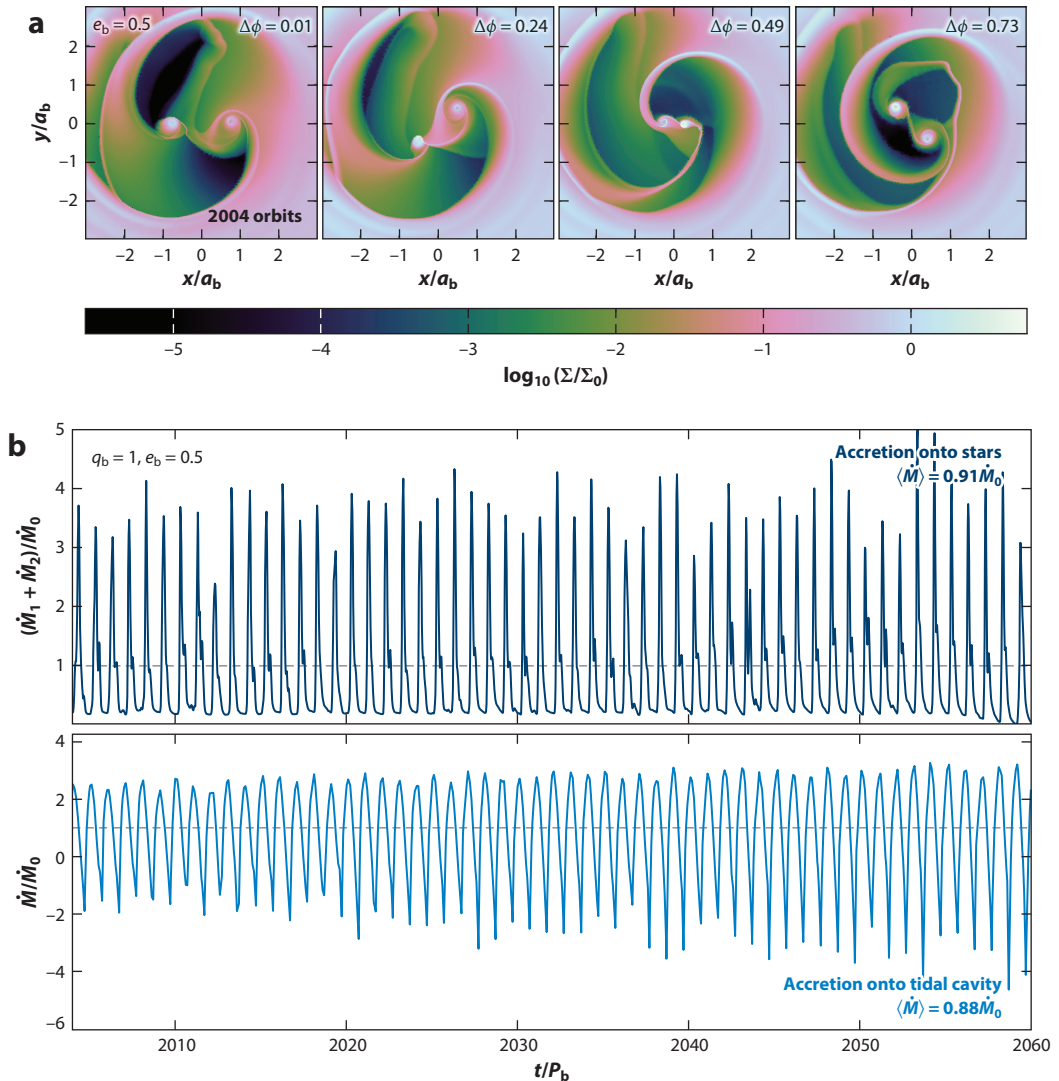 a
e_b = 0.5
Δϕ = 0.01
Δϕ = 0.24
Δϕ = 0.49
Δϕ = 0.73
y/a_b
2
1
0
−1
−2
2004 orbits
−2 −1 0 1 2
−2 −1 0 1 2
−2 −1 0 1 2
−2 −1 0 1 2
x/a_b
x/a_b
x/a_b
x/a_b
−5 −4 −3 −2 −1 0
log₁₀ (Σ/Σ₀)
b
q_b = 1, e_b = 0.5
Accretion onto stars
⟨Ṁ⟩ = 0.91Ṁ₀
(Ṁ₁ + Ṁ₂)/Ṁ₀
5
4
3
2
1
Ṁ/Ṁ₀
4
2
0
−2
−4
−6
Accretion onto tidal cavity
⟨Ṁ⟩ = 0.88Ṁ₀
2010 2020 2030 2040 2050 2060
t/P_b